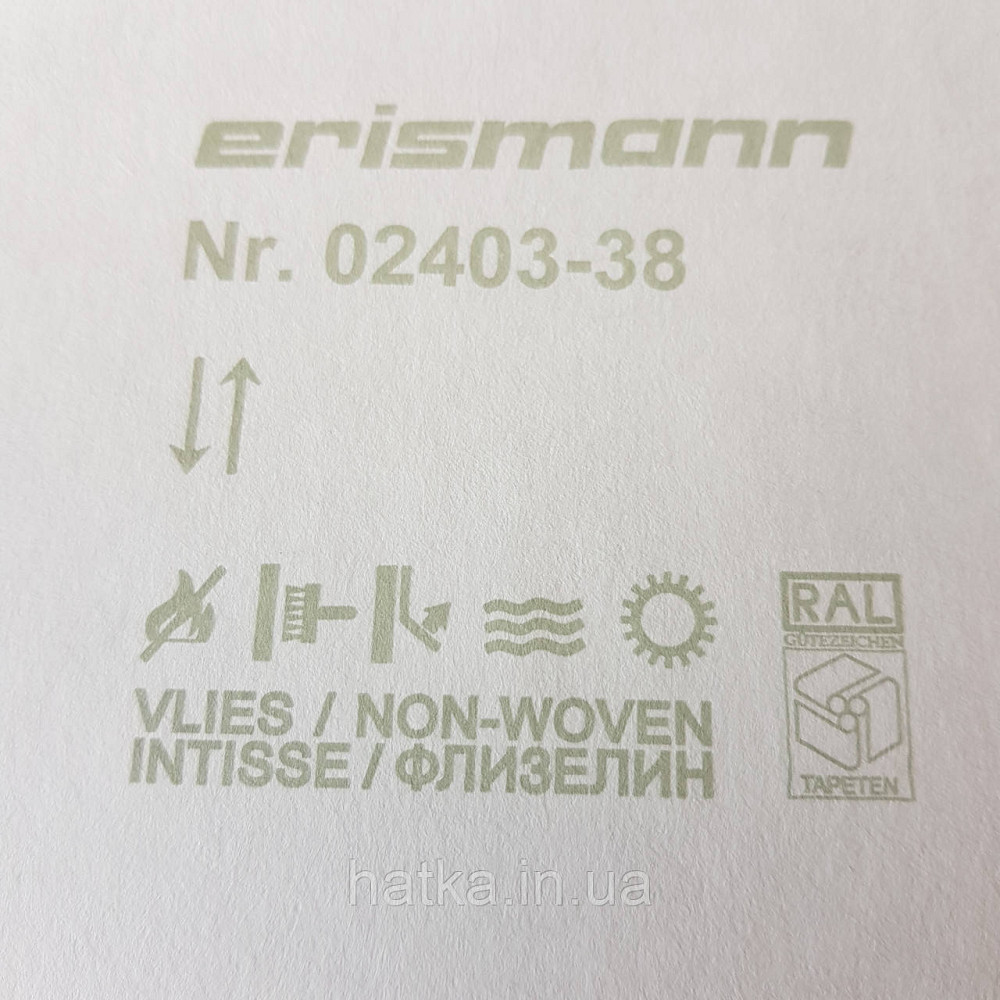 erismann
Nr. 02403-38
RAL
GÜTEZEICHEN
VLIES / NON-WOVEN
INTISSE / ФЛИЗЕЛИН
TAPETEN
hatka.in.ua